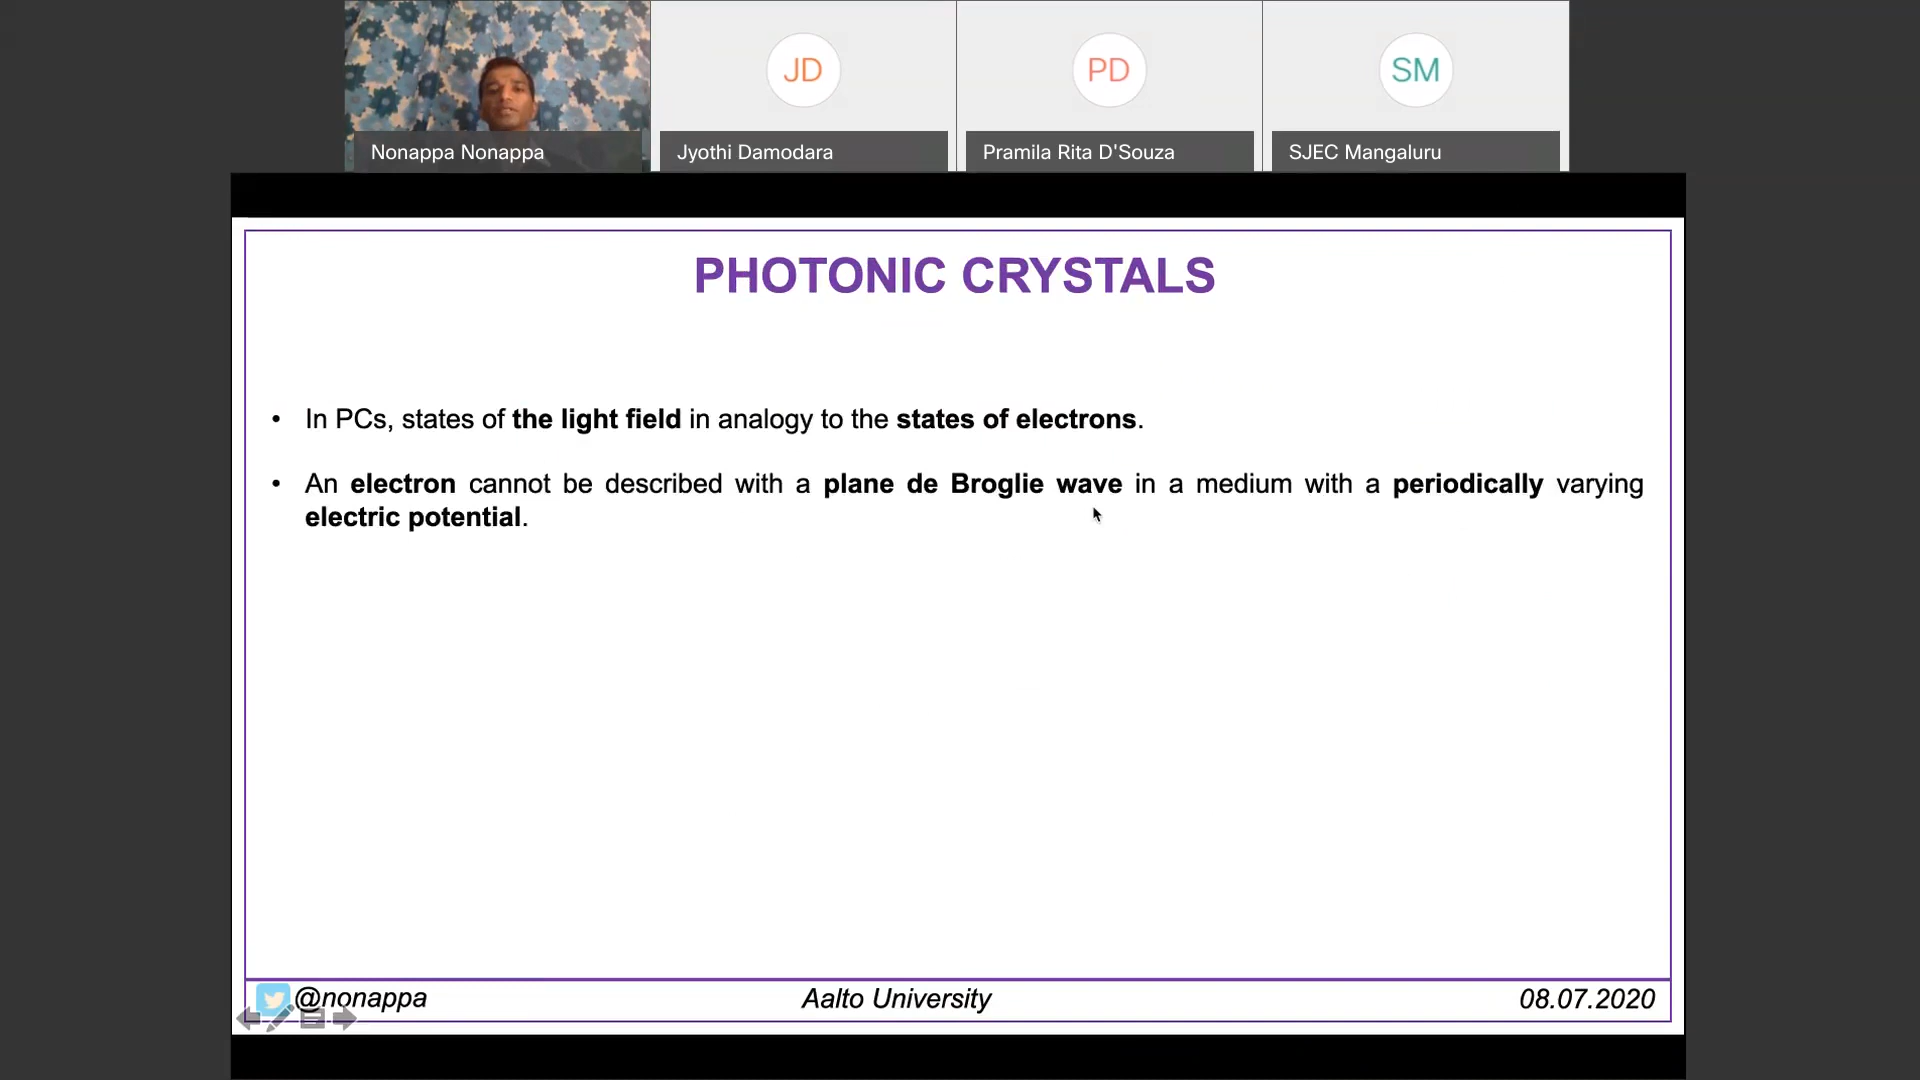 JD
PD
SM
Nonappa Nonappa
Jyothi Damodara
Pramila Rita D'Souza
SJEC Mangaluru
PHOTONIC CRYSTALS
• In PCs, states of the light field in analogy to the states of electrons.
• An electron cannot be described with a plane de Broglie wave in a medium with a periodically varying
electric potential.
@nonappa
Aalto University
08.07.2020